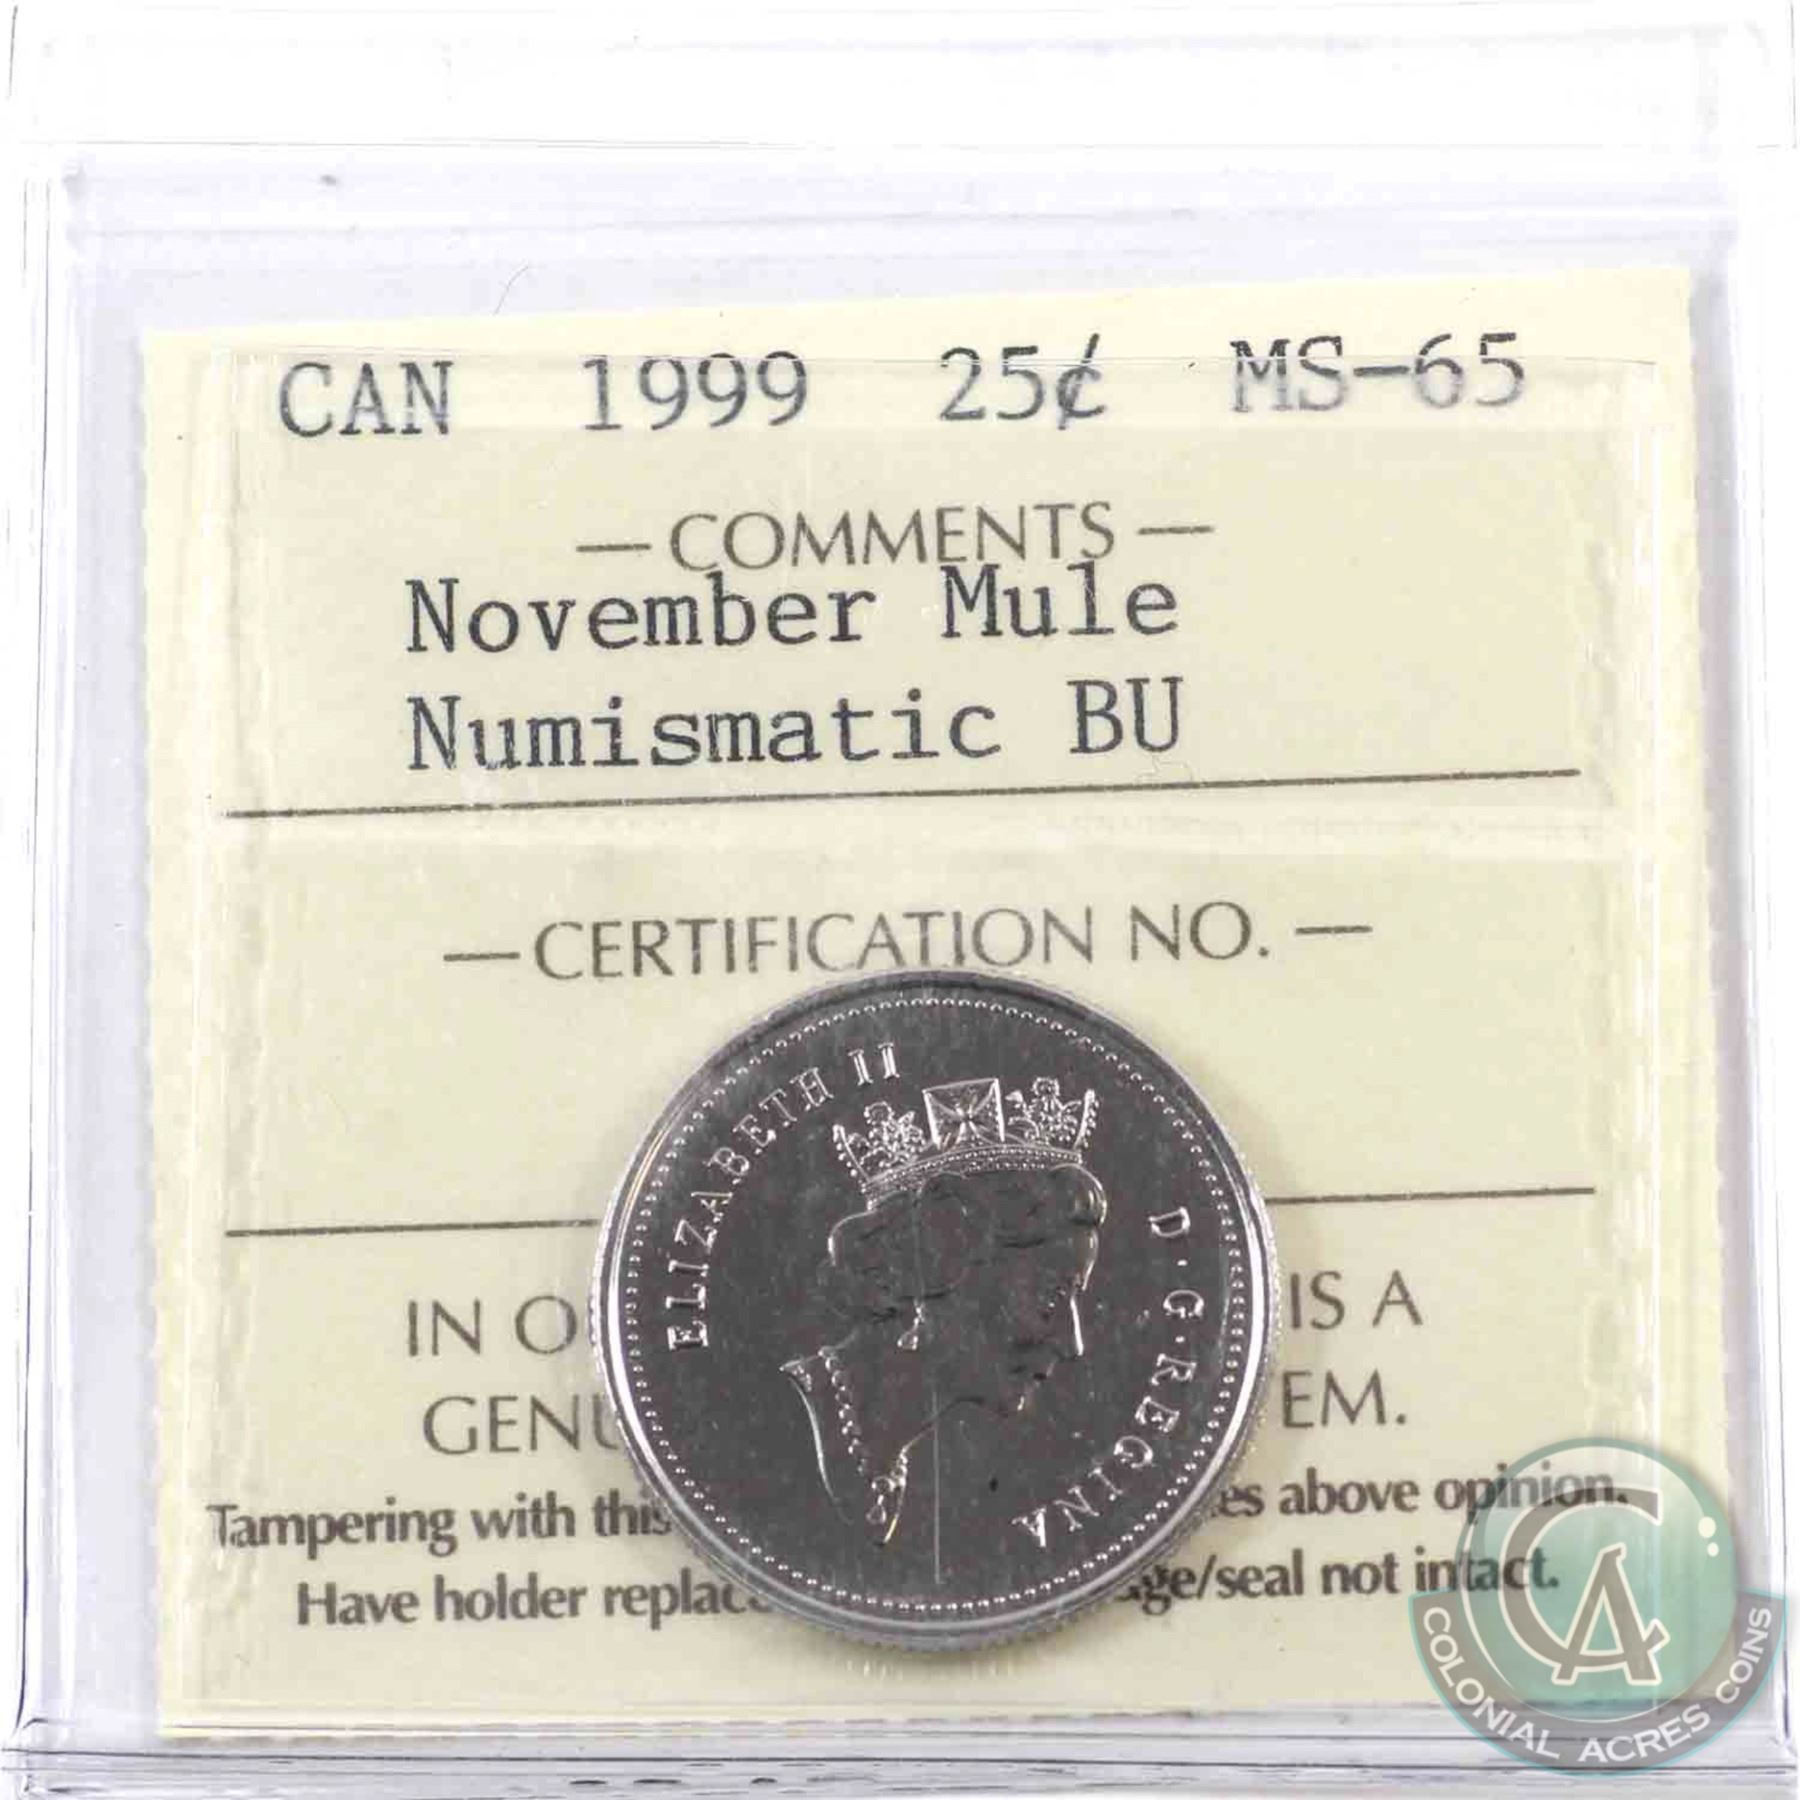 CAN 1999 25¢ MS-65
— COMMENTS —
November Mule
Numismatic BU
— CERTIFICATION NO. —
ELIZABETH II D·G·REGINA
IN O IS A
GENU EM.
Tampering with this es above opinion.
Have holder replac ge/seal not intact.
CA
COLONIAL ACRES COINS